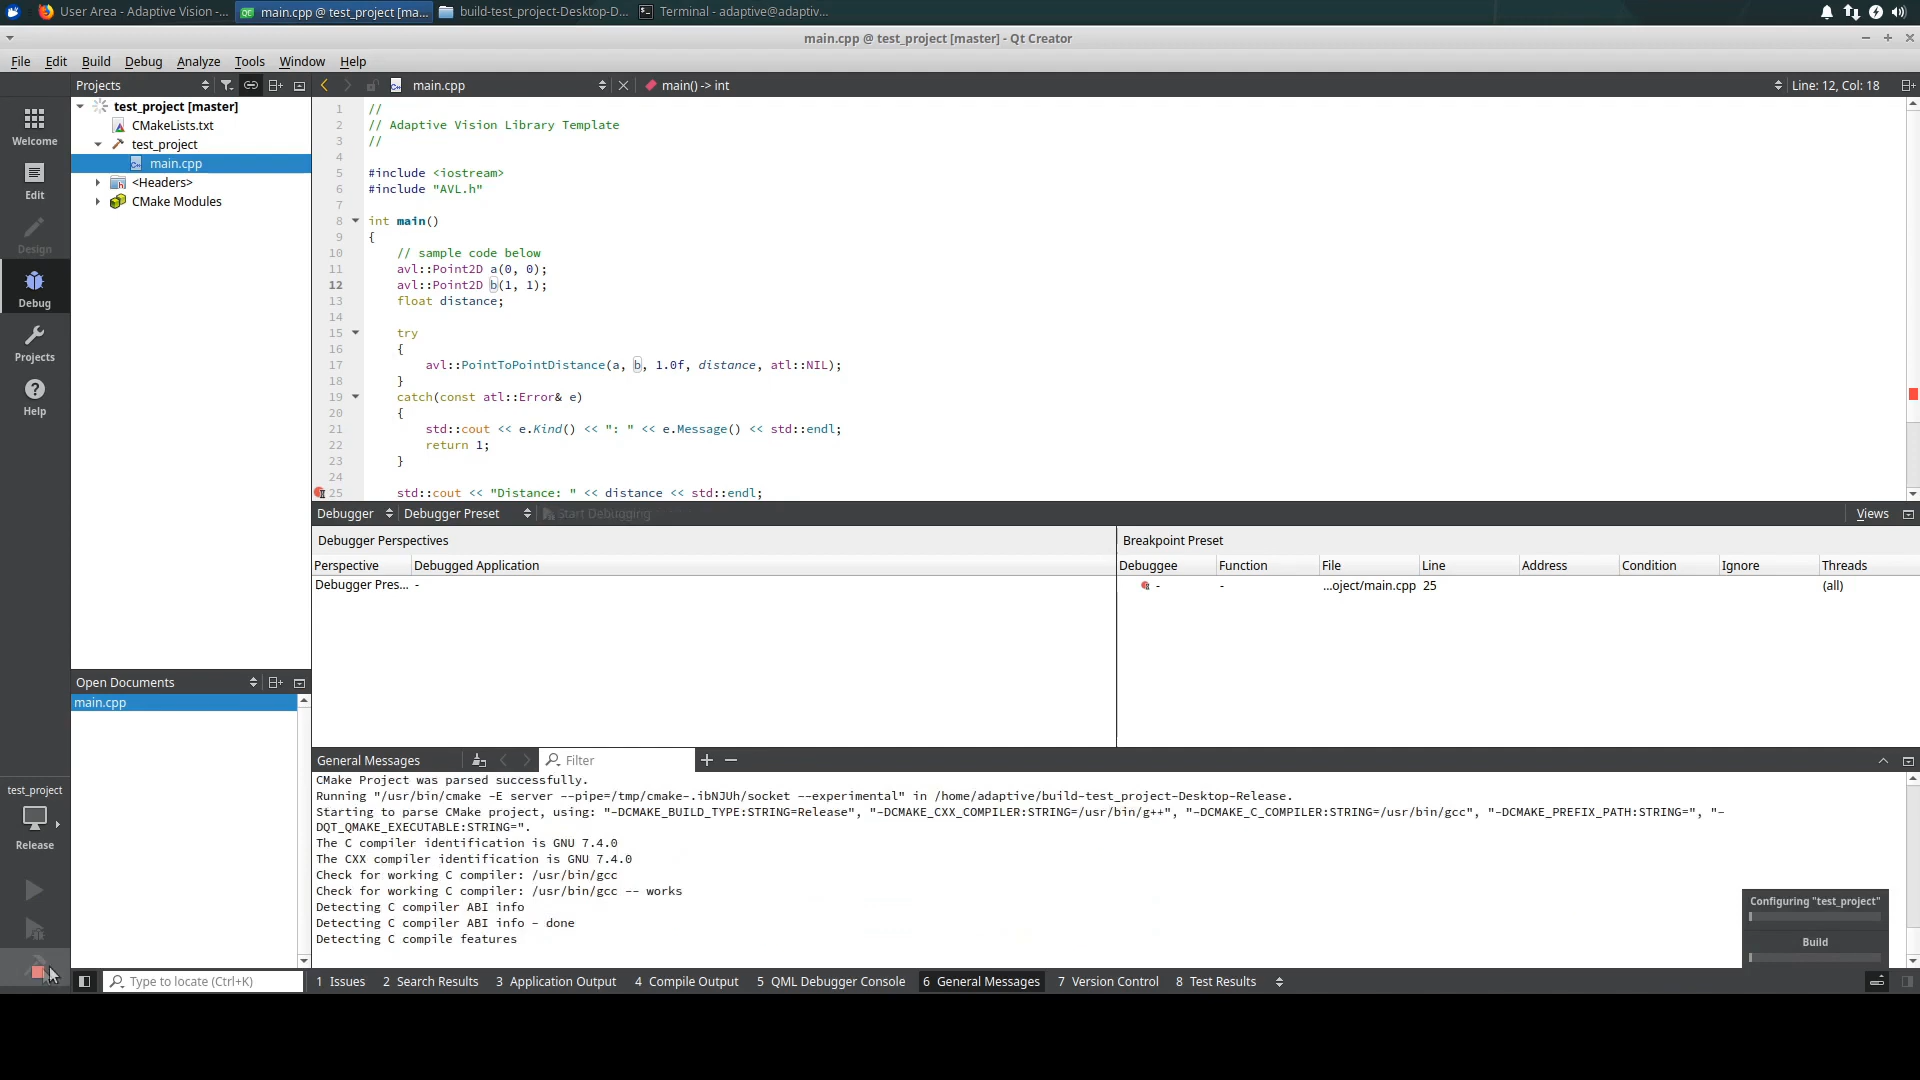 User Area - Adaptive Vision -...
main.cpp @ test_project [ma...
build-test_project-Desktop-D...
Terminal - adaptive@adaptiv...
main.cpp @ test_project [master] - Qt Creator
File Edit Build Debug Analyze Tools Window Help
Projects
main.cpp
main() -> int
Line: 12, Col: 18
Welcome
Edit
Design
Debug
Projects
Help
test_project [master]
CMakeLists.txt
test_project
main.cpp
<Headers>
CMake Modules
1 //
2 // Adaptive Vision Library Template
3 //
4
5 #include <iostream>
6 #include "AVL.h"
7
8 int main()
9 {
10 // sample code below
11 avl::Point2D a(0, 0);
12 avl::Point2D b(1, 1);
13 float distance;
14
15 try
16 {
17 avl::PointToPointDistance(a, b, 1.0f, distance, atl::NIL);
18 }
19 catch(const atl::Error& e)
20 {
21 std::cout << e.Kind() << ": " << e.Message() << std::endl;
22 return 1;
23 }
24
25 std::cout << "Distance: " << distance << std::endl;
Debugger Debugger Preset Start Debugging Views
Debugger Perspectives
Perspective Debugged Application
Debugger Pres... -
Breakpoint Preset
Debuggee Function File Line Address Condition Ignore Threads
- - ...oject/main.cpp 25 (all)
Open Documents
main.cpp
General Messages Filter
CMake Project was parsed successfully.
Running "/usr/bin/cmake -E server --pipe=/tmp/cmake-.ibNJUh/socket --experimental" in /home/adaptive/build-test_project-Desktop-Release.
Starting to parse CMake project, using: "-DCMAKE_BUILD_TYPE:STRING=Release", "-DCMAKE_CXX_COMPILER:STRING=/usr/bin/g++", "-DCMAKE_C_COMPILER:STRING=/usr/bin/gcc", "-DCMAKE_PREFIX_PATH:STRING=", "-
DQT_QMAKE_EXECUTABLE:STRING=".
The C compiler identification is GNU 7.4.0
The CXX compiler identification is GNU 7.4.0
Check for working C compiler: /usr/bin/gcc
Check for working C compiler: /usr/bin/gcc -- works
Detecting C compiler ABI info
Detecting C compiler ABI info - done
Detecting C compile features
Configuring "test_project"
Build
test_project
Release
Type to locate (Ctrl+K)
1 Issues 2 Search Results 3 Application Output 4 Compile Output 5 QML Debugger Console 6 General Messages 7 Version Control 8 Test Results